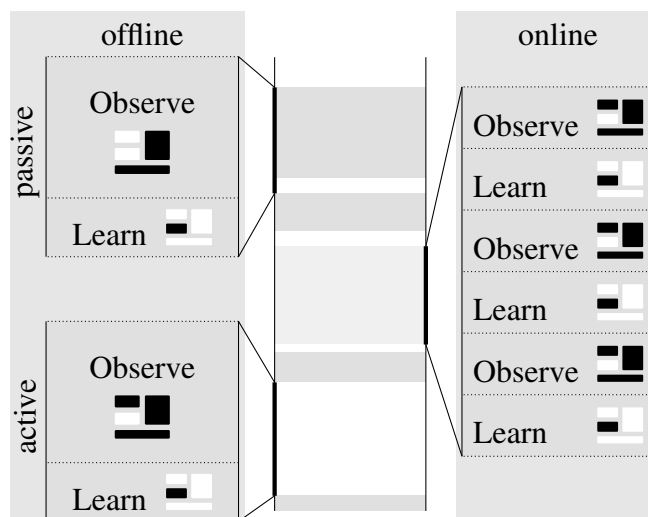 offline
passive
Observe
Learn
active
Observe
Learn
online
Observe
Learn
Observe
Learn
Observe
Learn